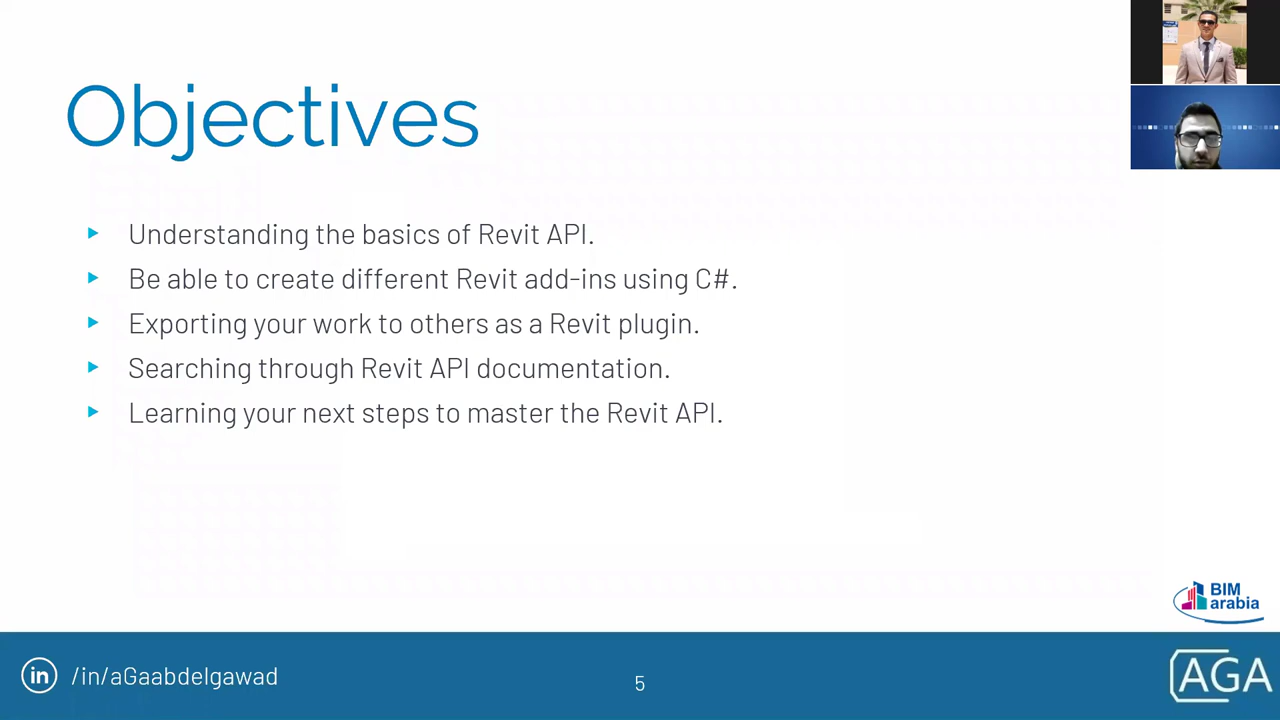 Objectives
Understanding the basics of Revit API.
Be able to create different Revit add-ins using C#.
Exporting your work to others as a Revit plugin.
Searching through Revit API documentation.
Learning your next steps to master the Revit API.
BIM
arabia
in /in/aGaabdelgawad
5
AGA